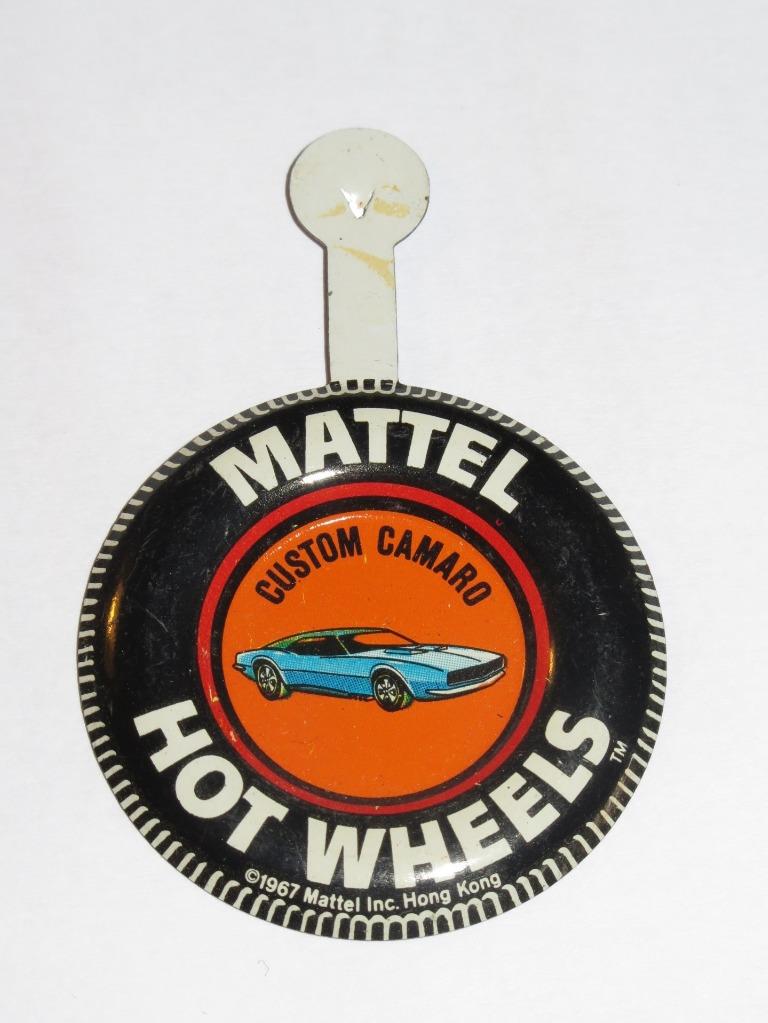 MATTEL
CUSTOM CAMARO
HOT WHEELS TM
©1967 Mattel Inc. Hong Kong